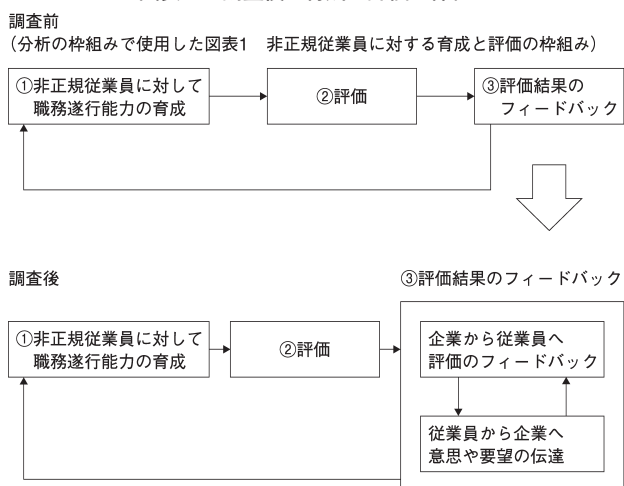 調査前
(分析の枠組みで使用した図表1 非正規従業員に対する育成と評価の枠組み)
①非正規従業員に対して
職務遂行能力の育成
②評価
③評価結果の
フィードバック
調査後
③評価結果のフィードバック
①非正規従業員に対して
職務遂行能力の育成
②評価
企業から従業員へ
評価のフィードバック
従業員から企業へ
意思や要望の伝達